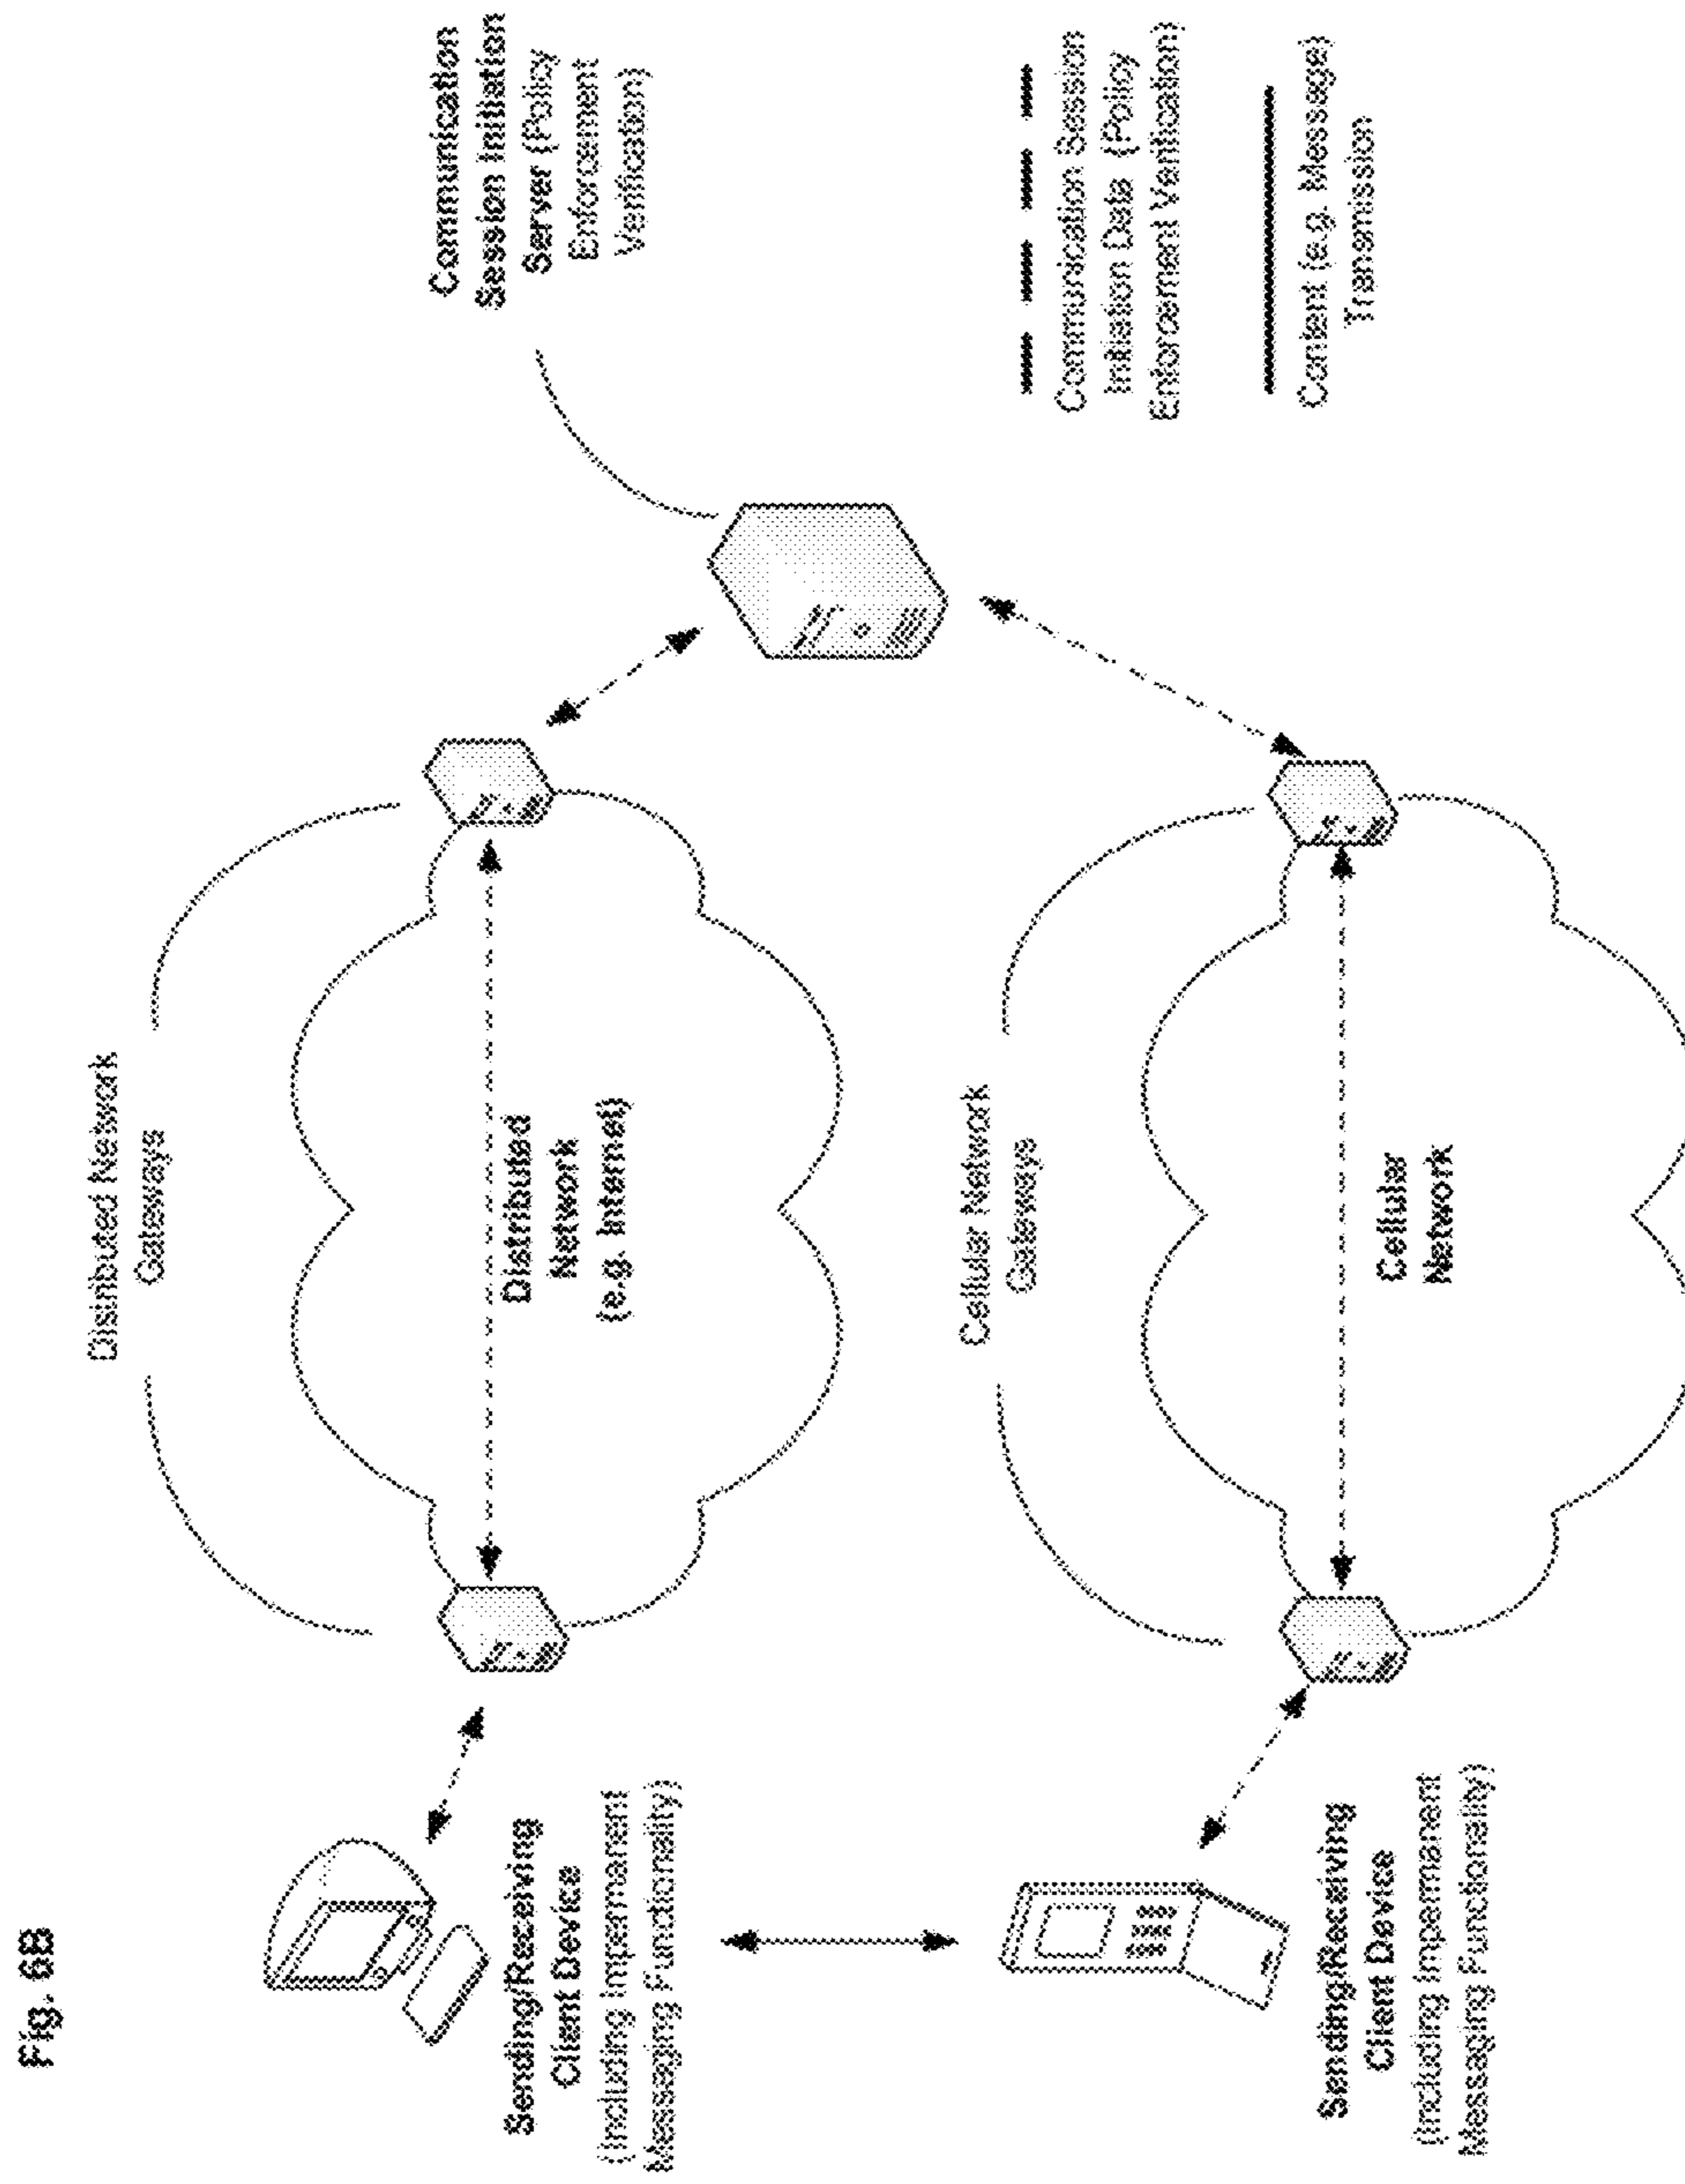 Fig. 6B
Distributed Network
Gateways
Communication
Session Initiation
Server (Policy
Enforcement
Verification)
Distributed
Network
(e.g. Internet)
Sending/Receiving
Client Device
(Including Impermanent
Messaging Functionality)
Cellular Network
Gateways
Communication Session
Initiation Data (Policy
Enforcement Verification)
Content (e.g. Message)
Transmission
Cellular
Network
Sending/Receiving
Client Device
(Including Impermanent
Messaging Functionality)